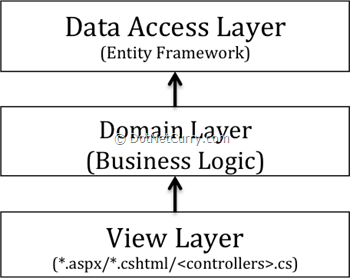 Data Access Layer
(Entity Framework)
© DotNetCurry.com
Domain Layer
(Business Logic)
View Layer
(*.aspx/*.cshtml/<controllers>.cs)